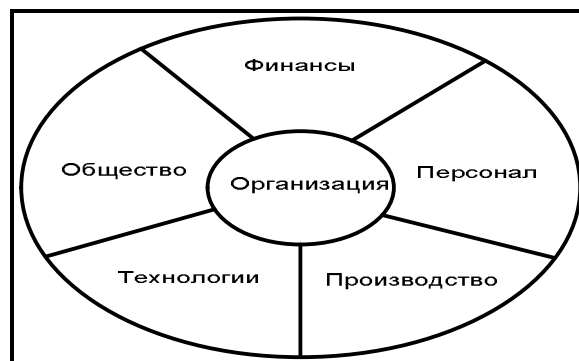 Финансы
Общество
Организация
Персонал
Технологии
Производство